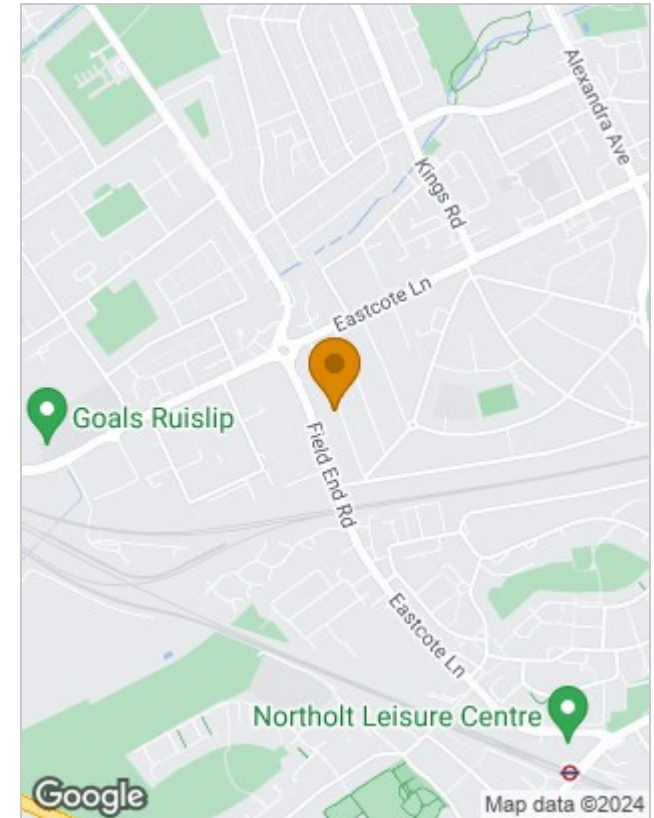 Alexandra Ave
Kings Rd
Eastcote Ln
Goals Ruislip
Field End Rd
Eastcote Ln
Northolt Leisure Centre
Google
Map data ©2024